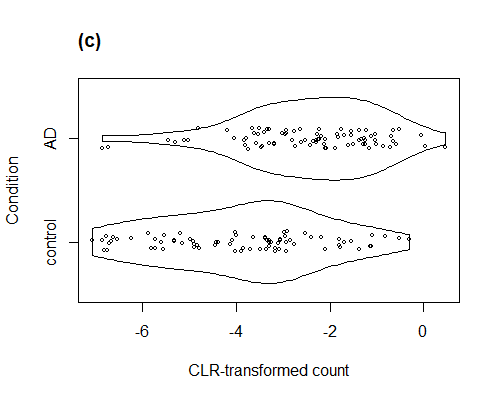 (c)
Condition
AD
control
-6 -4 -2 0
CLR-transformed count